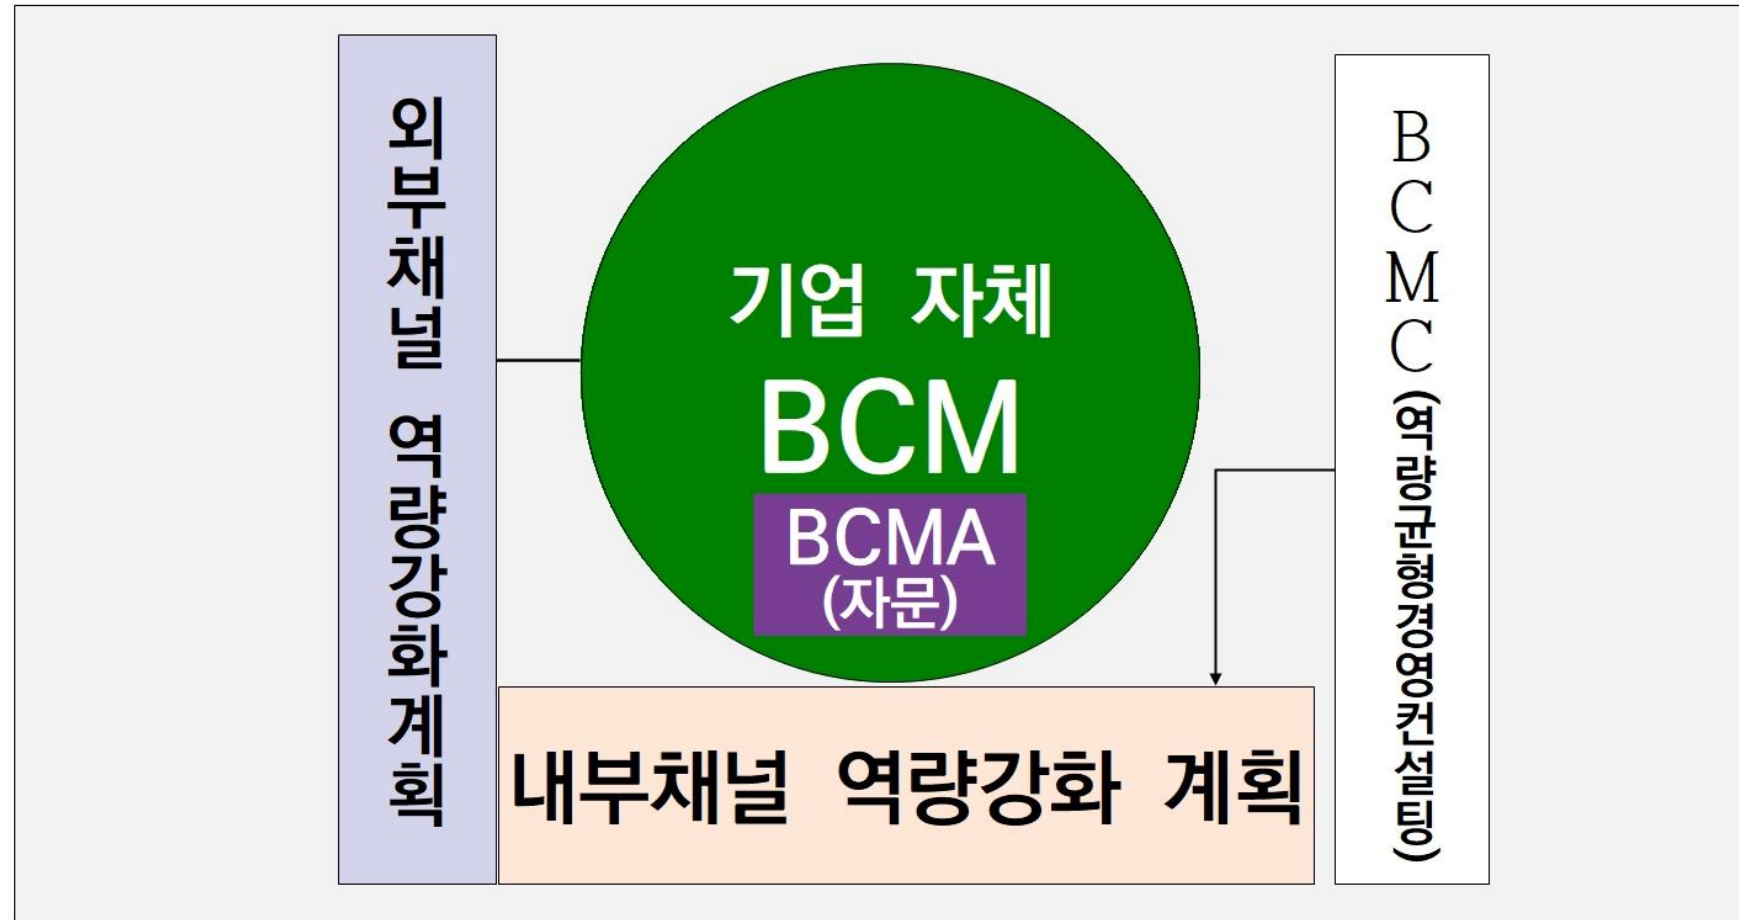 외부채널 역량강화계획
기업 자체
BCM
BCMA
(자문)
내부채널 역량강화 계획
BCMC(역량균형경영컨설팅)